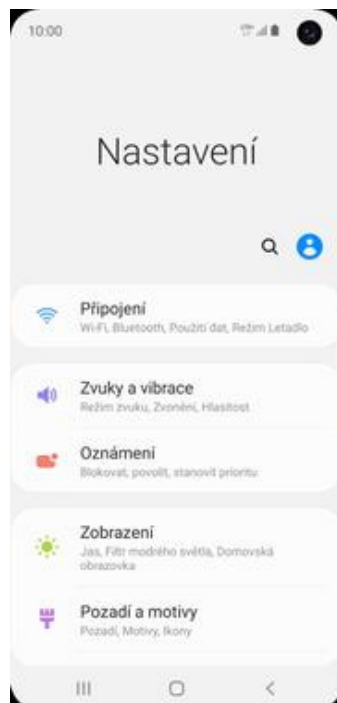 10:00
Nastavení
Připojení
Wi-Fi, Bluetooth, Použití dat, Režim Letadlo
Zvuky a vibrace
Režim zvuku, Zvonění, Hlasitost
Oznámení
Blokovat, povolit, stanovit prioritu
Zobrazení
Jas, Filtr modrého světla, Domovská
obrazovka
Pozadí a motivy
Pozadí, Motivy, Ikony